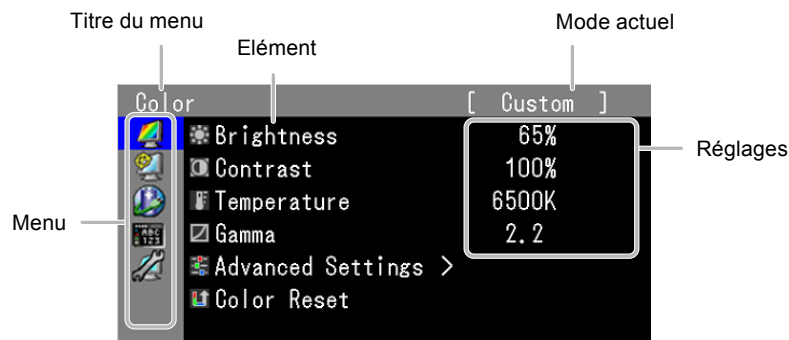 Titre du menu
Mode actuel
Elément
Color [ Custom ]
Brightness 65%
Contrast 100%
Réglages
Temperature 6500K
Menu
Gamma 2.2
Advanced Settings >
Color Reset